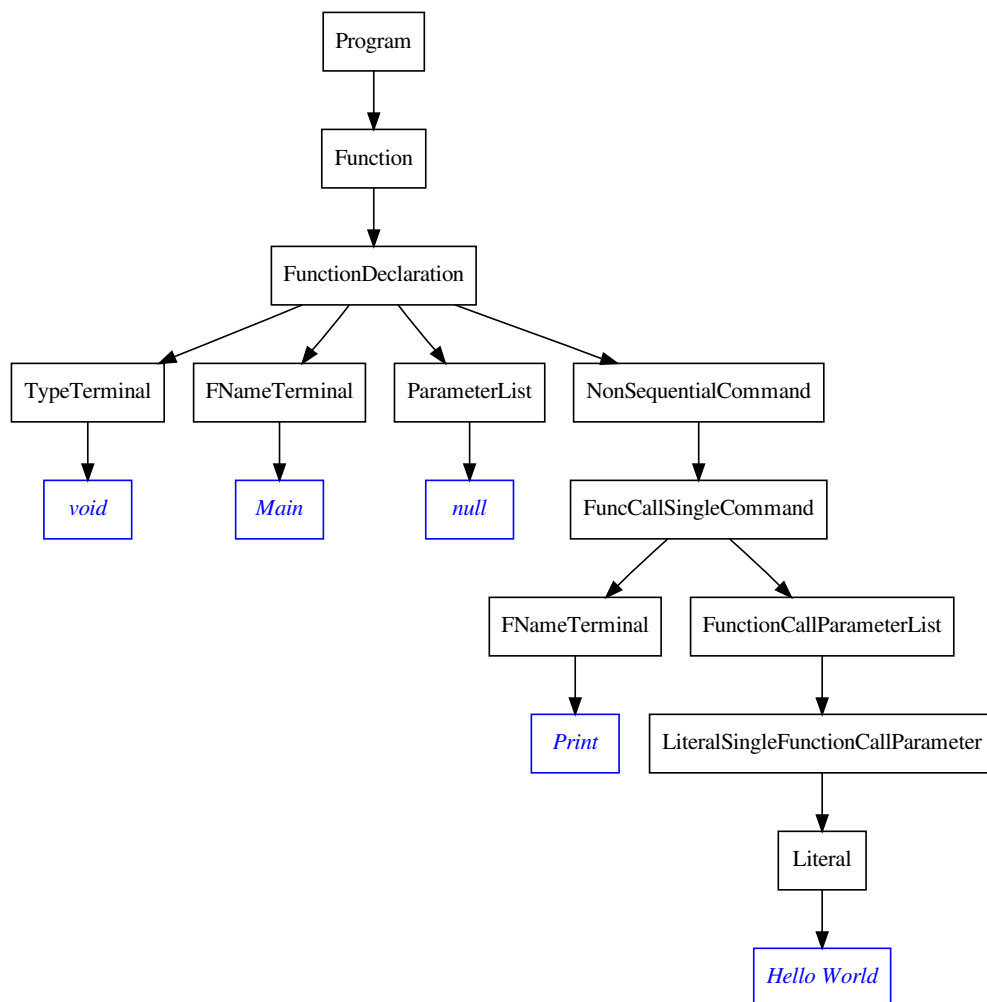 Program
Function
FunctionDeclaration
TypeTerminal
FNameTerminal
ParameterList
NonSequentialCommand
void
Main
null
FuncCallSingleCommand
FNameTerminal
FunctionCallParameterList
Print
LiteralSingleFunctionCallParameter
Literal
Hello World